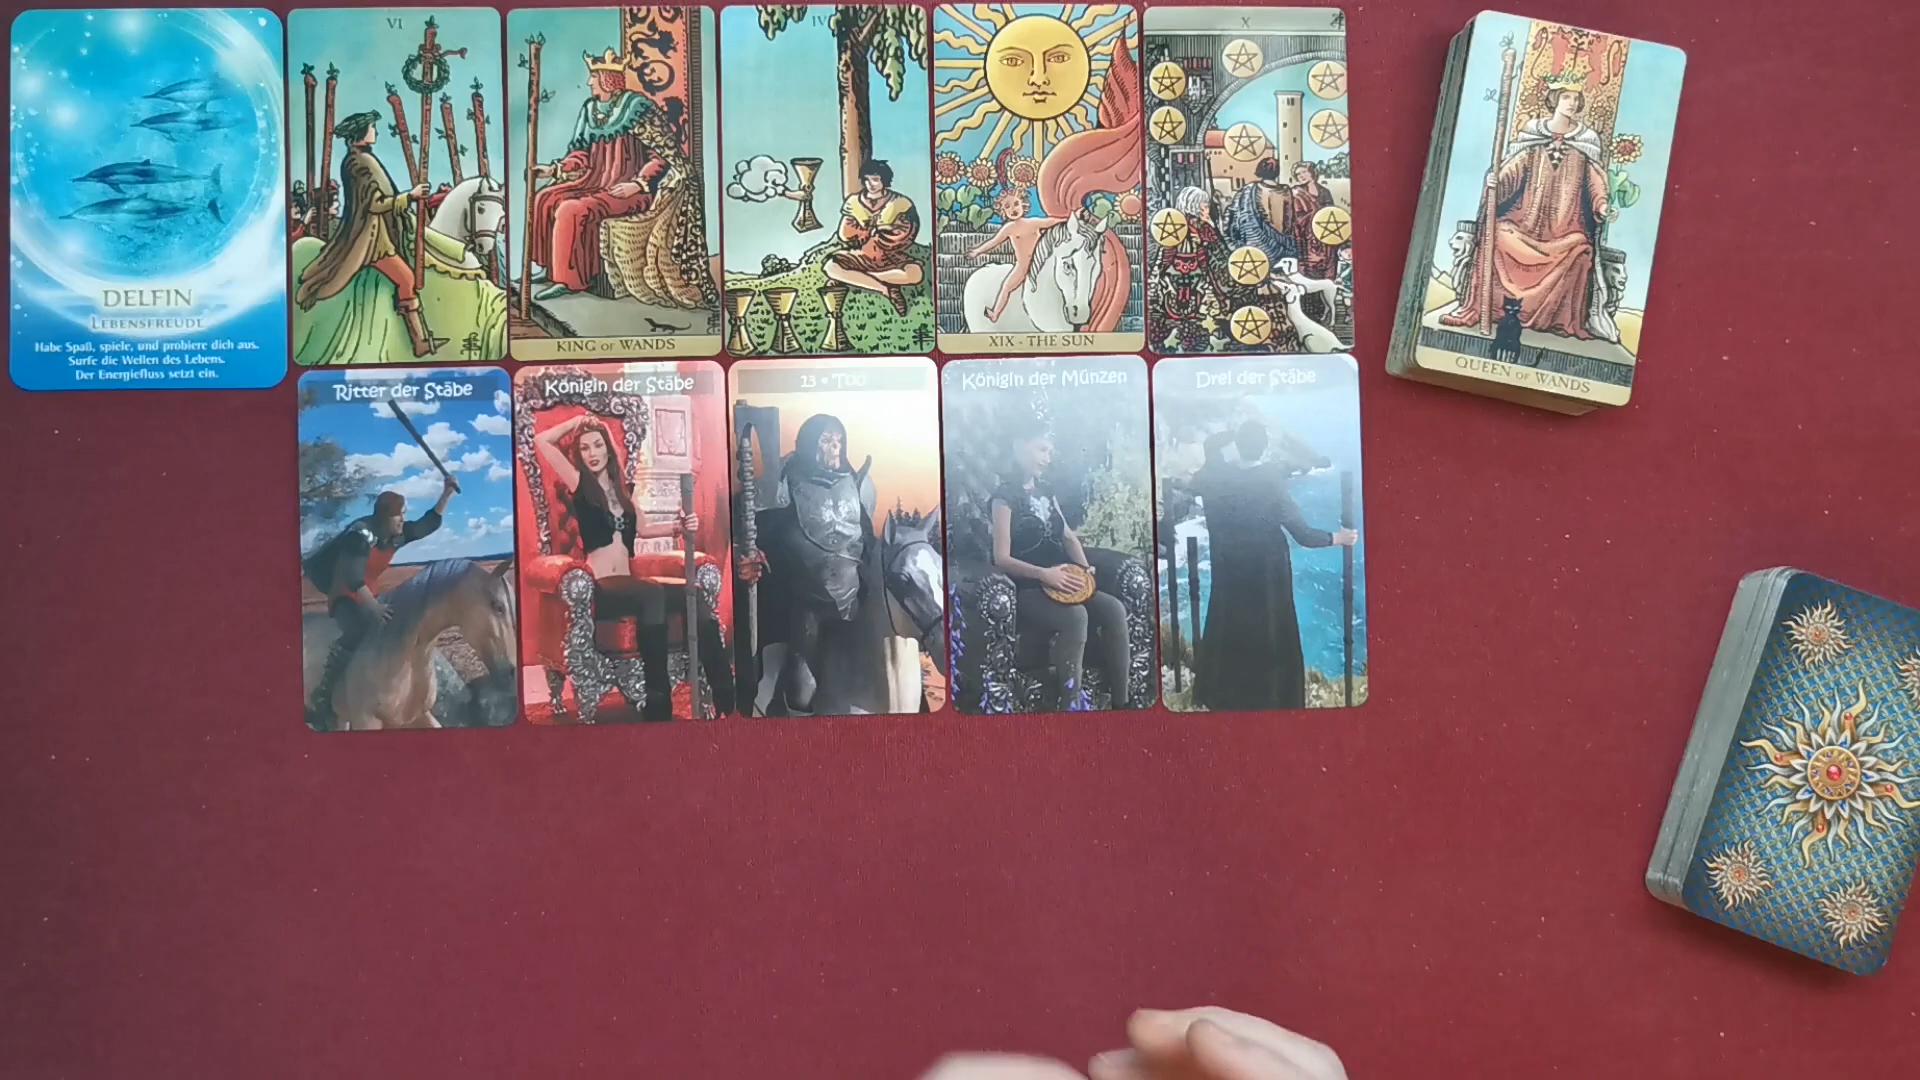 DELFIN
LEBENSFREUDE
Habe Spaß, spiele, und probiere dich aus.
Surfe die Wellen des Lebens.
Der Energiefluss setzt ein.
VI
KING OF WANDS
IV
XIX - THE SUN
X
QUEEN OF WANDS
Ritter der Stäbe
Königin der Stäbe
13 • Tod
Königin der Münzen
Drei der Stäbe